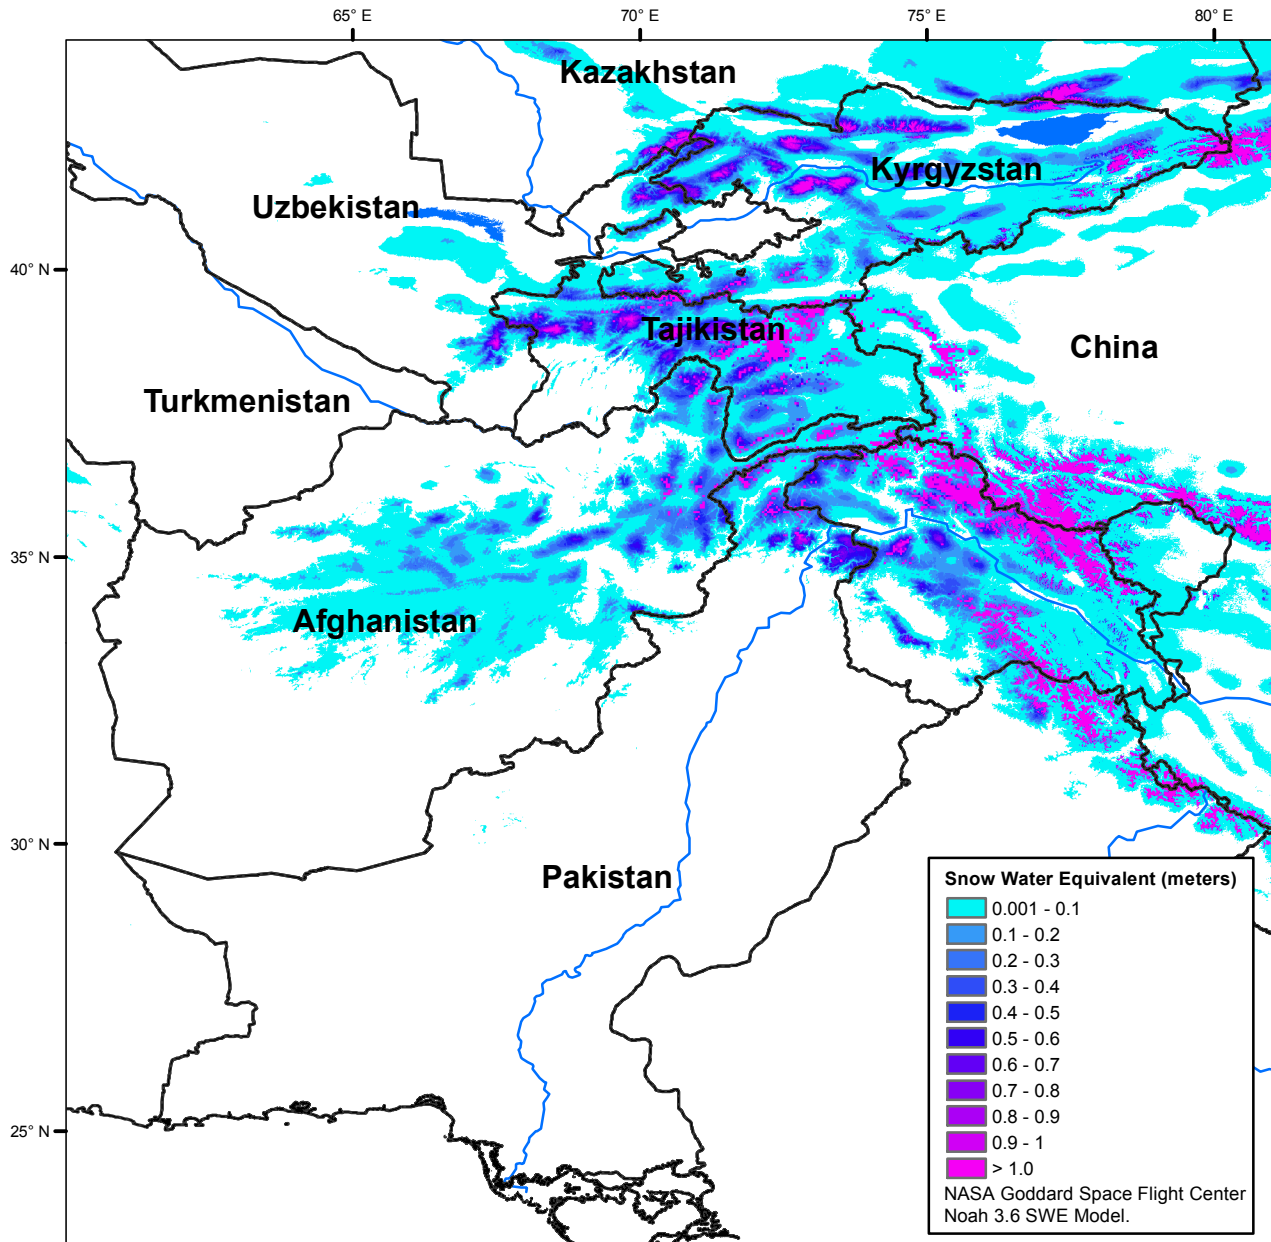 65° E 70° E 75° E 80° E
Kazakhstan
Kyrgyzstan
Uzbekistan
40° N
Tajikistan
China
Turkmenistan
35° N
Afghanistan
30° N
Pakistan
25° N
Snow Water Equivalent (meters)
0.001 - 0.1
0.1 - 0.2
0.2 - 0.3
0.3 - 0.4
0.4 - 0.5
0.5 - 0.6
0.6 - 0.7
0.7 - 0.8
0.8 - 0.9
0.9 - 1
> 1.0
NASA Goddard Space Flight Center
Noah 3.6 SWE Model.